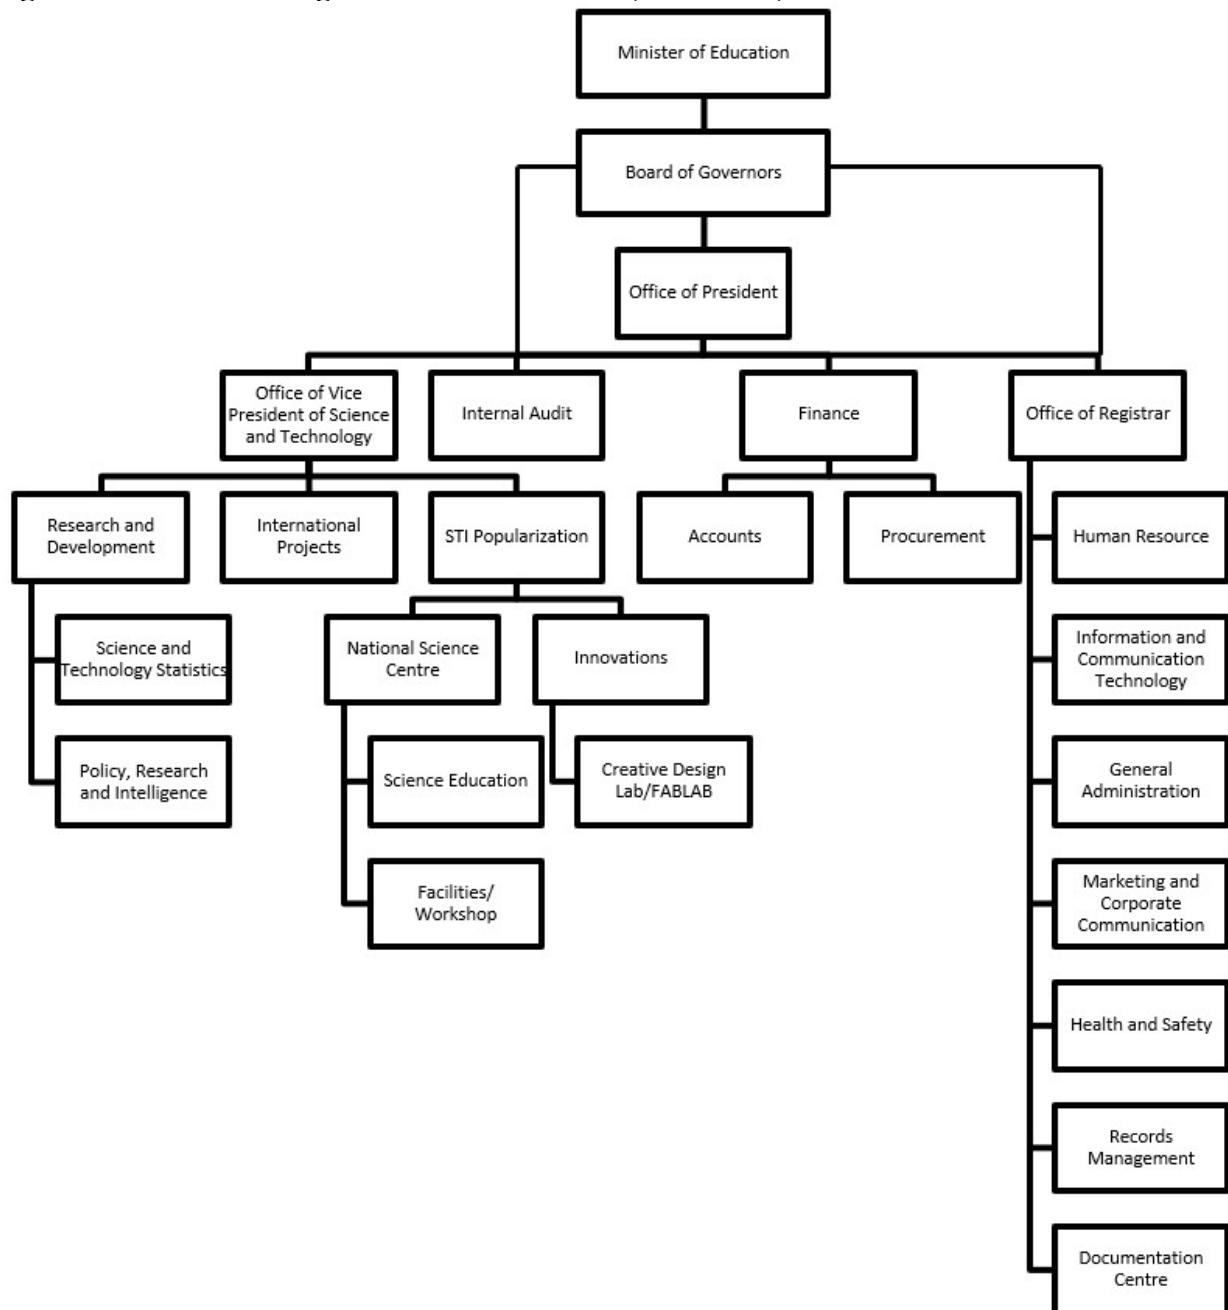 Minister of Education
Board of Governors
Office of President
Office of Vice
President of Science
and Technology
Internal Audit
Finance
Office of Registrar
Research and
Development
International
Projects
STI Popularization
Accounts
Procurement
Human Resource
Science and
Technology Statistics
National Science
Centre
Innovations
Information and
Communication
Technology
Policy, Research
and Intelligence
Science Education
Creative Design
Lab/FABLAB
General
Administration
Facilities/
Workshop
Marketing and
Corporate
Communication
Health and Safety
Records
Management
Documentation
Centre